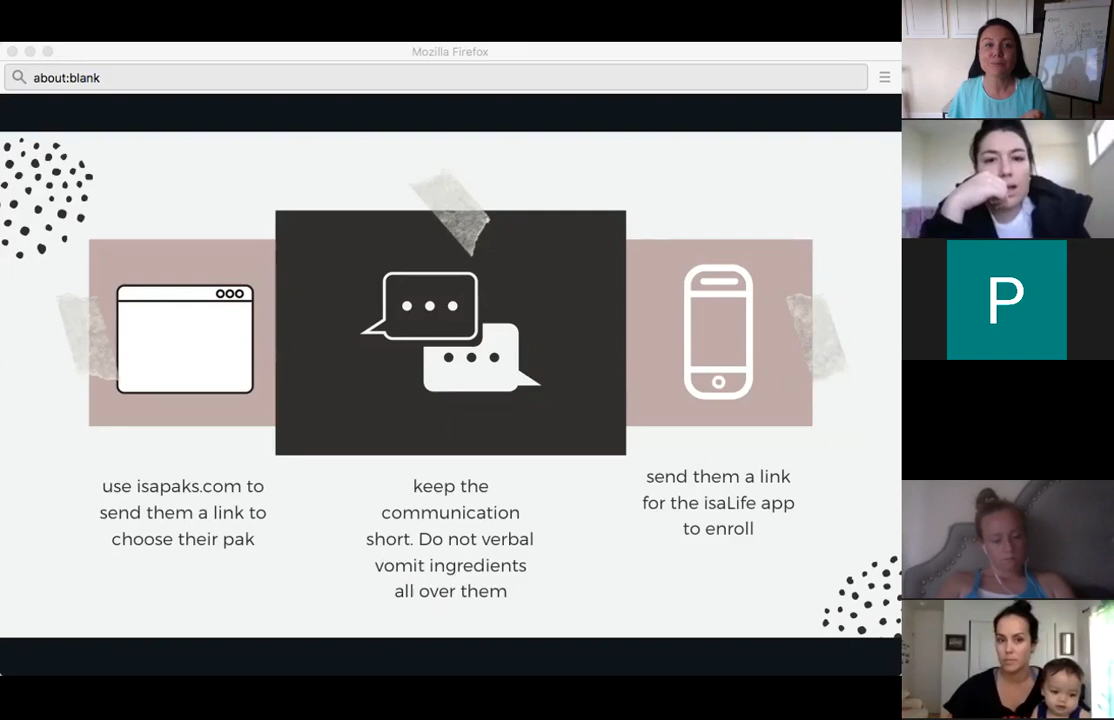 Mozilla Firefox
about:blank
use isapaks.com to
send them a link to
choose their pak
keep the
communication
short. Do not verbal
vomit ingredients
all over them
send them a link
for the isaLife app
to enroll
P